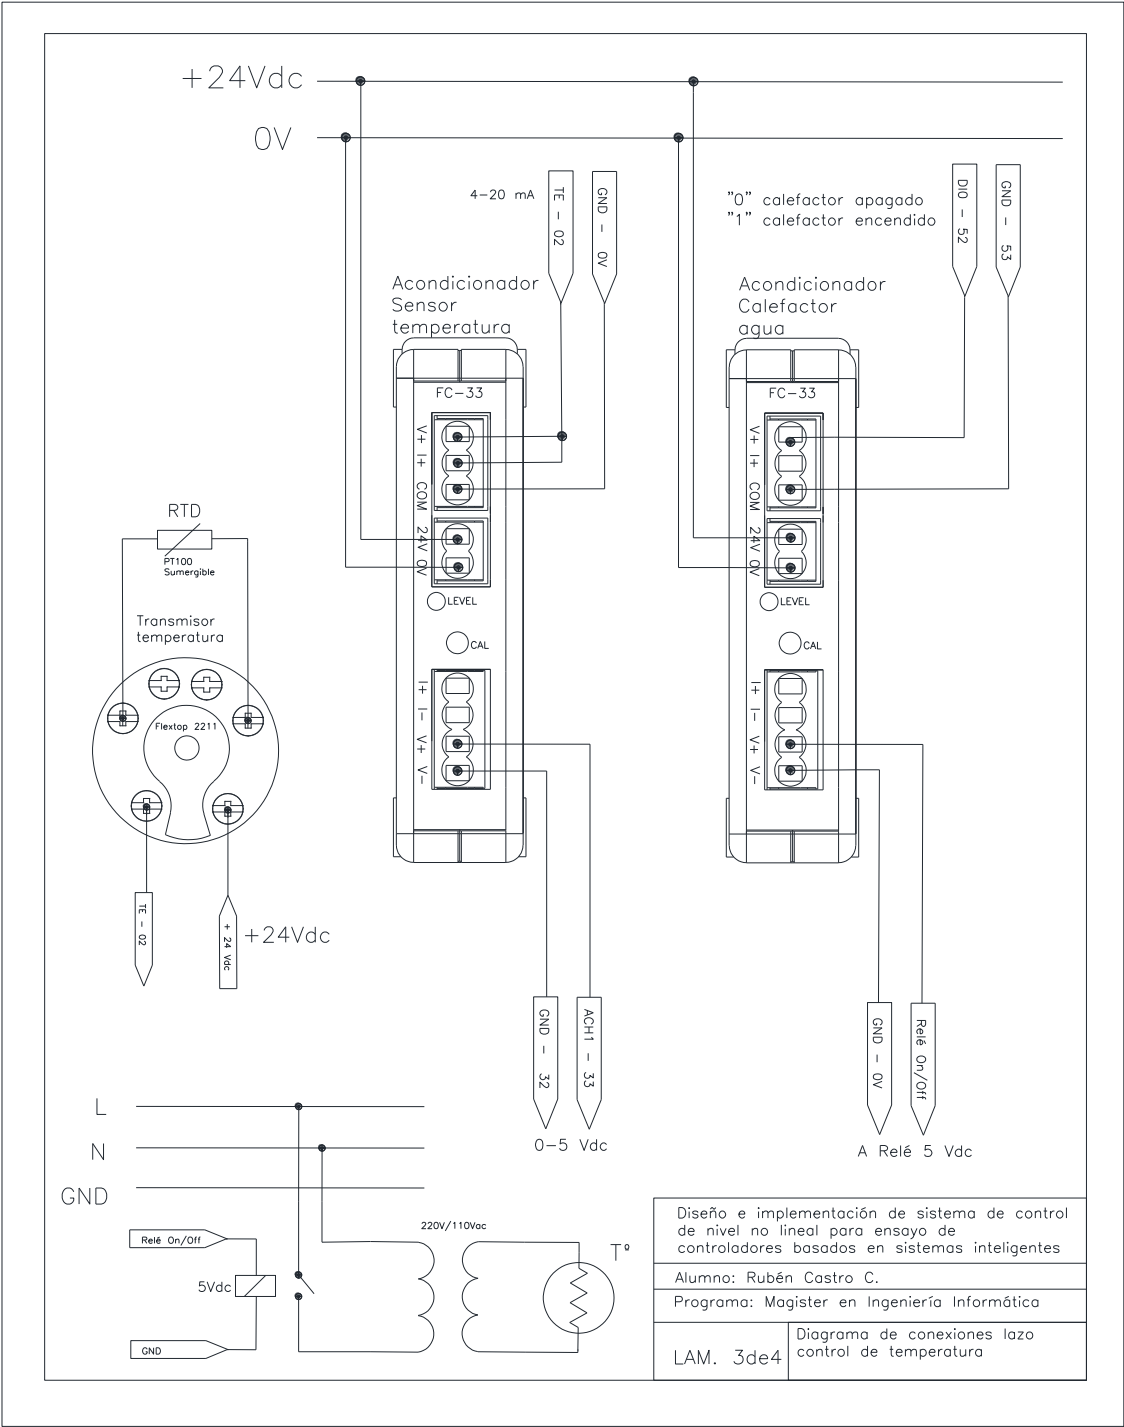 +24Vdc
0V
4-20 mA
TE - 02
GND - 0V
"0" calefactor apagado
"1" calefactor encendido
DIO - 52
GND - 53
Acondicionador
Sensor
temperatura
Acondicionador
Calefactor
agua
FC-33
V+ I+ COM
24V 0V
LEVEL
CAL
I+ I- V+ V-
FC-33
V+ I+ COM
24V 0V
LEVEL
CAL
I+ I- V+ V-
RTD
PT100
Sumergible
Transmisor
temperatura
Flextop 2211
TE - 02
+ 24 Vdc
+24Vdc
GND - 32
ACH1 - 33
0-5 Vdc
GND - 0V
Relé On/Off
A Relé 5 Vdc
L
N
GND
220V/110Vac
Relé On/Off
5Vdc
GND
Tº
Diseño e implementación de sistema de control
de nivel no lineal para ensayo de
controladores basados en sistemas inteligentes
Alumno: Rubén Castro C.
Programa: Magister en Ingeniería Informática
LAM. 3de4
Diagrama de conexiones lazo
control de temperatura